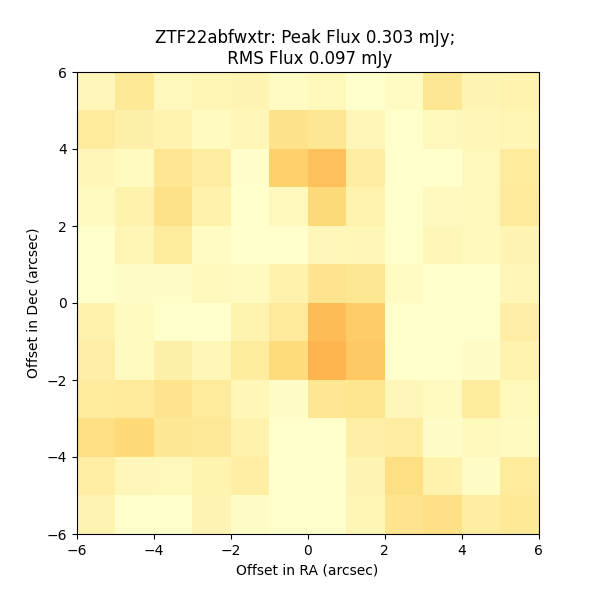 ZTF22abfwxtr: Peak Flux 0.303 mJy;
RMS Flux 0.097 mJy
6
4
2
0
−2
−4
−6
Offset in Dec (arcsec)
−6 −4 −2 0 2 4 6
Offset in RA (arcsec)